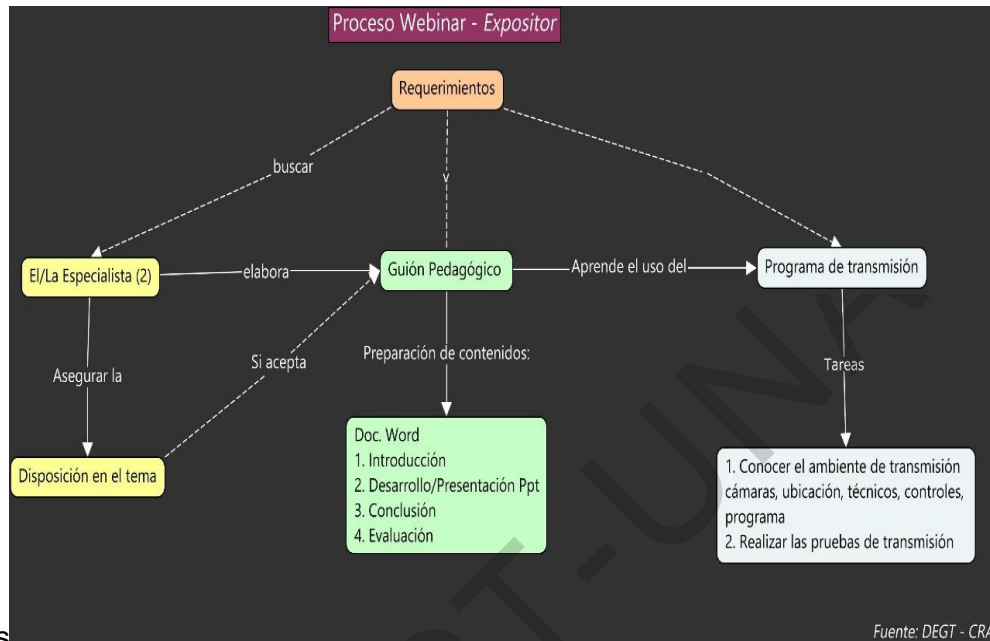 Proceso Webinar - Expositor
Requerimientos
buscar
y
El/La Especialista (2)
elabora
Guión Pedagógico
Aprende el uso del
Programa de transmisión
Asegurar la
Si acepta
Preparación de contenidos:
Tareas
Disposición en el tema
Doc. Word
1. Introducción
2. Desarrollo/Presentación Ppt
3. Conclusión
4. Evaluación
1. Conocer el ambiente de transmisión
cámaras, ubicación, técnicos, controles,
programa
2. Realizar las pruebas de transmisión
s
Fuente: DEGT - CRA
T-UNA